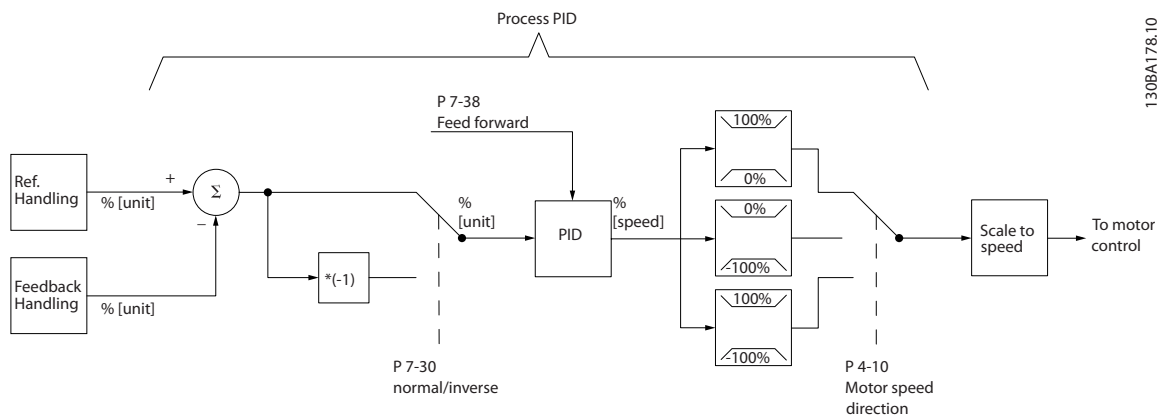 Process PID
130BA178.10
P 7-38
Feed forward
100%
0%
Ref.
Handling
+
% [unit]
Σ
−
%
[unit]
PID
%
[speed]
0%
-100%
Scale to
speed
To motor
control
Feedback
Handling
% [unit]
*(-1)
100%
-100%
P 7-30
normal/inverse
P 4-10
Motor speed
direction